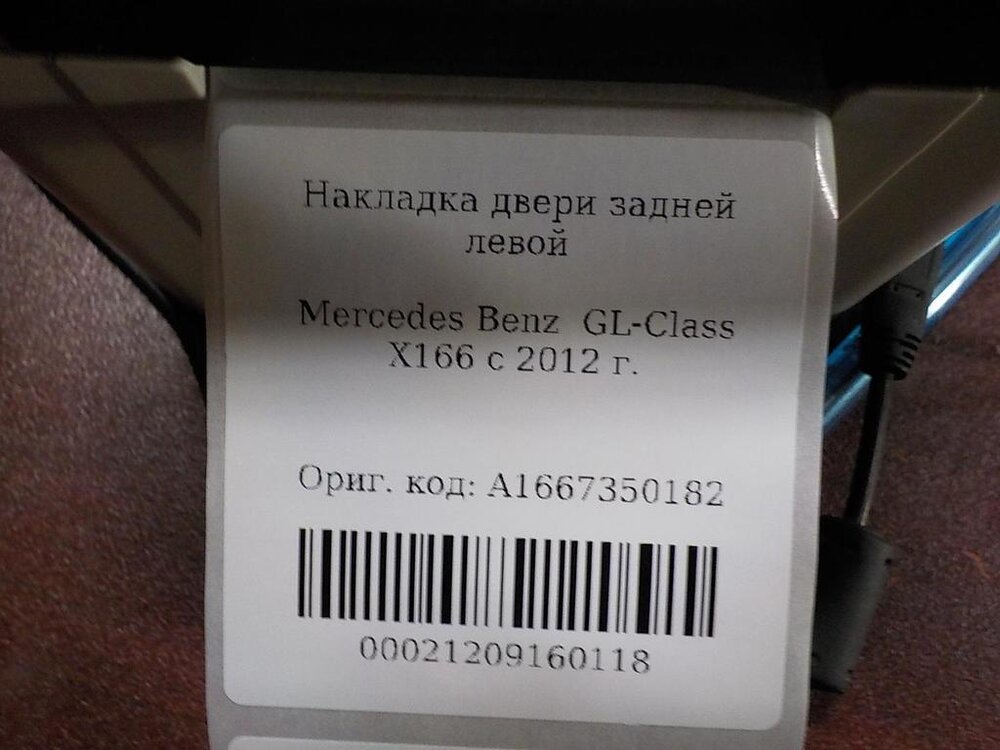 Накладка двери задней
левой
Mercedes Benz GL-Class
X166 с 2012 г.
Ориг. код: A1667350182
00021209160118